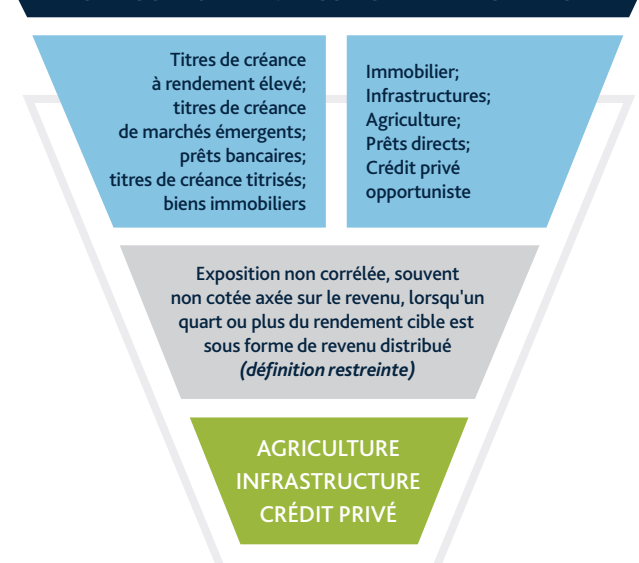 Titres de créance
à rendement élevé;
titres de créance
de marchés émergents;
prêts bancaires;
titres de créance titrisés;
biens immobiliers
Immobilier;
Infrastructures;
Agriculture;
Prêts directs;
Crédit privé
opportuniste
Exposition non corrélée, souvent
non cotée axée sur le revenu, lorsqu'un
quart ou plus du rendement cible est
sous forme de revenu distribué
(définition restreinte)
AGRICULTURE
INFRASTRUCTURE
CRÉDIT PRIVÉ